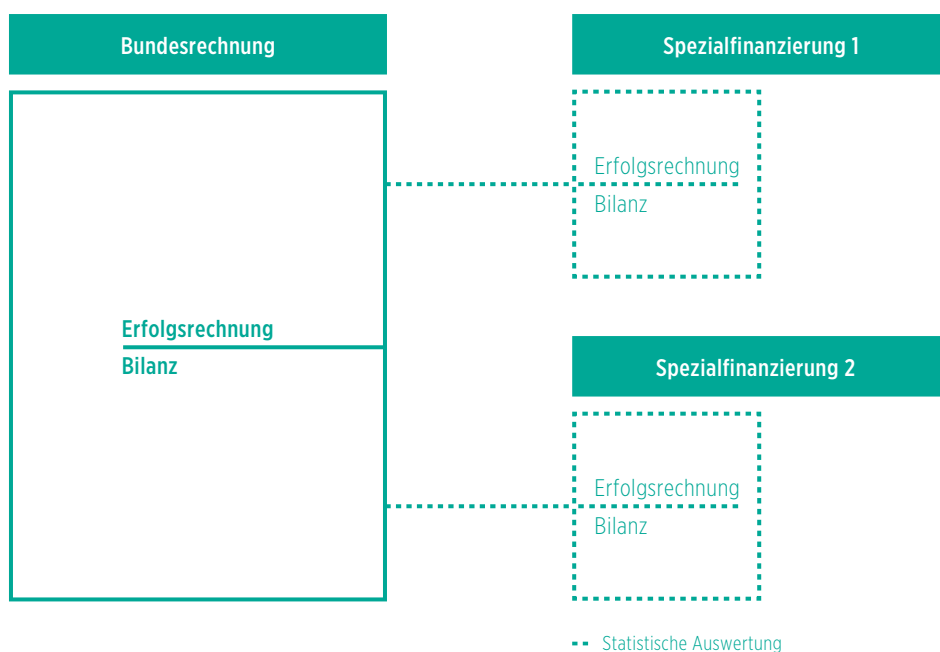 Bundesrechnung
Erfolgsrechnung
Bilanz
Spezialfinanzierung 1
Erfolgsrechnung
Bilanz
Spezialfinanzierung 2
Erfolgsrechnung
Bilanz
Statistische Auswertung